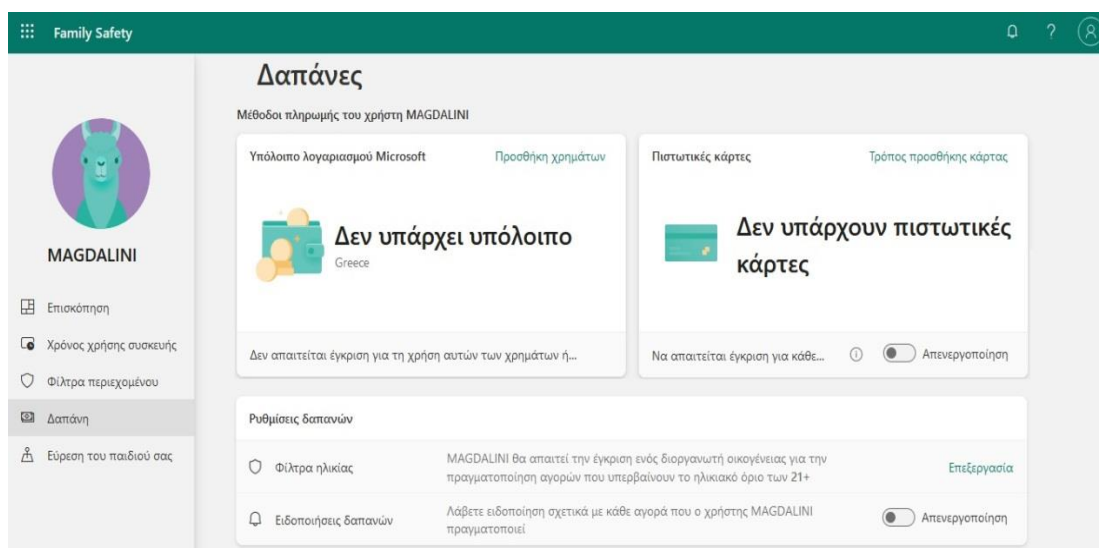 Family Safety
?
MAGDALINI
Επισκόπηση
Χρόνος χρήσης συσκευής
Φίλτρα περιεχομένου
Δαπάνη
Εύρεση του παιδιού σας
Δαπάνες
Μέθοδοι πληρωμής του χρήστη MAGDALINI
Υπόλοιπο λογαριασμού Microsoft
Προσθήκη χρημάτων
Δεν υπάρχει υπόλοιπο
Greece
Δεν απαιτείται έγκριση για τη χρήση αυτών των χρημάτων ή...
Πιστωτικές κάρτες
Τρόπος προσθήκης κάρτας
Δεν υπάρχουν πιστωτικές
κάρτες
Να απαιτείται έγκριση για κάθε...
Απενεργοποίηση
Ρυθμίσεις δαπανών
Φίλτρα ηλικίας
MAGDALINI θα απαιτεί την έγκριση ενός διοργανωτή οικογένειας για την
πραγματοποίηση αγορών που υπερβαίνουν το ηλικιακό όριο των 21+
Επεξεργασία
Ειδοποιήσεις δαπανών
Λάβετε ειδοποίηση σχετικά με κάθε αγορά που ο χρήστης MAGDALINI
πραγματοποιεί
Απενεργοποίηση